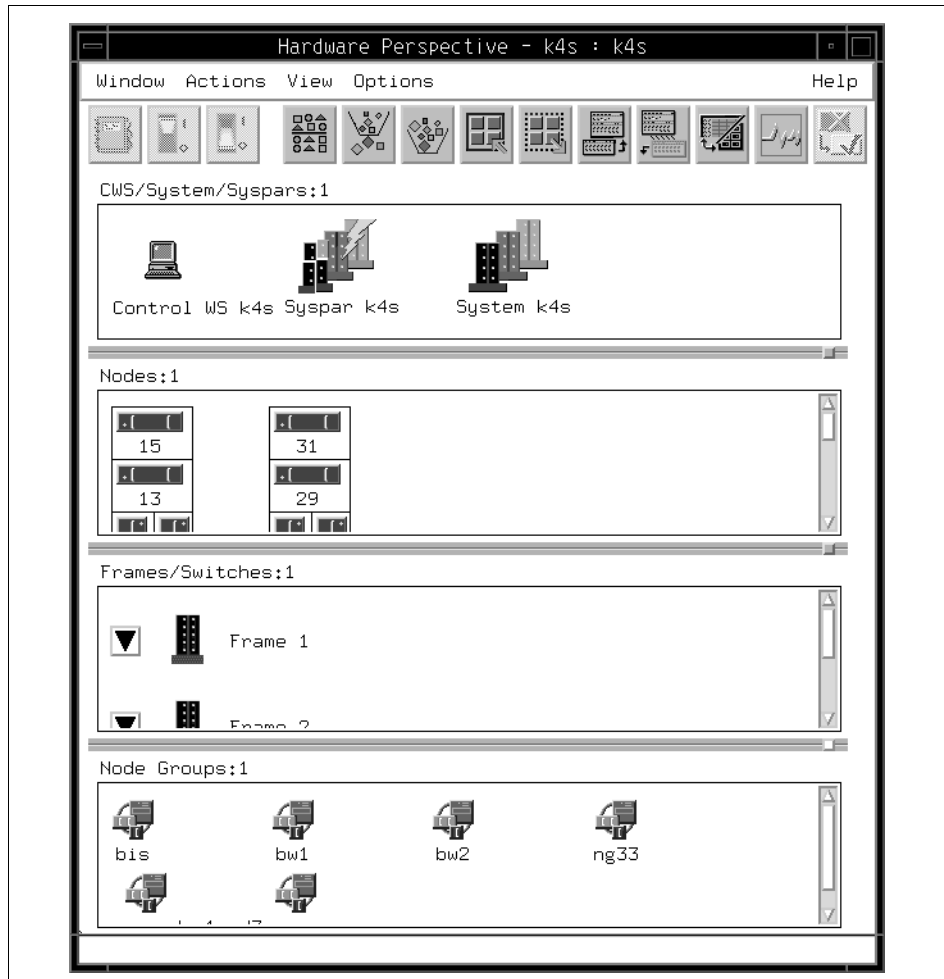 Hardware Perspective - k4s : k4s
Window Actions View Options Help
CWS/System/Syspars:1
Control WS k4s Syspar k4s System k4s
Nodes:1
15 31
13 29
Frames/Switches:1
Frame 1
Frame 2
Node Groups:1
bis bw1 bw2 ng33